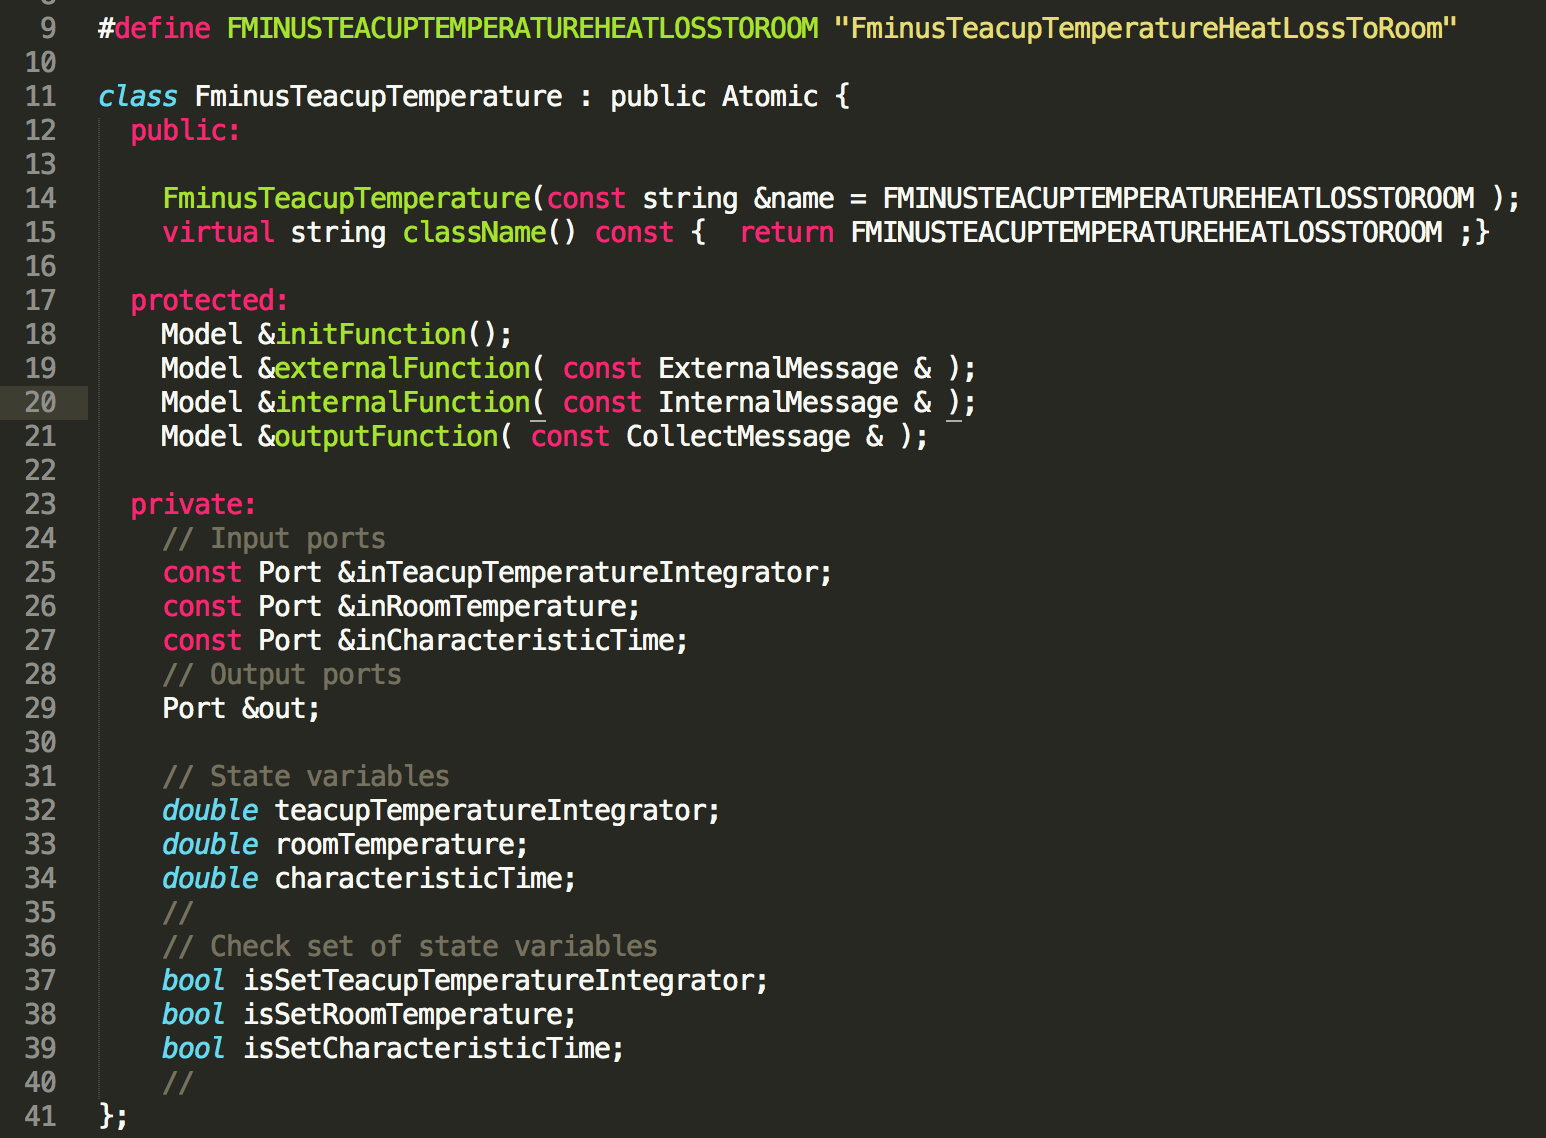 9 #define FMINUSTEACUPTEMPERATUREHEATLOSSTOROOM "FminusTeacupTemperatureHeatLossToRoom"
10
11 class FminusTeacupTemperature : public Atomic {
12   public:
13
14     FminusTeacupTemperature(const string &name = FMINUSTEACUPTEMPERATUREHEATLOSSTOROOM );
15     virtual string className() const {  return FMINUSTEACUPTEMPERATUREHEATLOSSTOROOM ;}
16
17   protected:
18     Model &initFunction();
19     Model &externalFunction( const ExternalMessage & );
20     Model &internalFunction( const InternalMessage & );
21     Model &outputFunction( const CollectMessage & );
22
23   private:
24     // Input ports
25     const Port &inTeacupTemperatureIntegrator;
26     const Port &inRoomTemperature;
27     const Port &inCharacteristicTime;
28     // Output ports
29     Port &out;
30
31     // State variables
32     double teacupTemperatureIntegrator;
33     double roomTemperature;
34     double characteristicTime;
35     //
36     // Check set of state variables
37     bool isSetTeacupTemperatureIntegrator;
38     bool isSetRoomTemperature;
39     bool isSetCharacteristicTime;
40     //
41 };